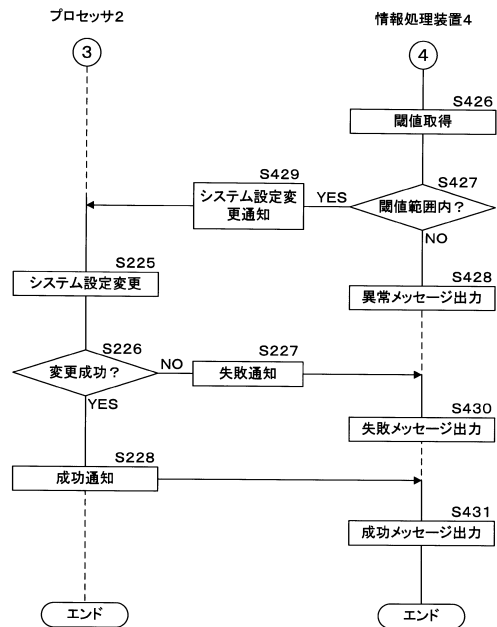 プロセッサ2
情報処理装置4
3
4
S426
閾値取得
S429
S427
システム設定変
更通知
YES
閾値範囲内?
NO
S225
システム設定変更
S428
異常メッセージ出力
S226
変更成功?
NO
S227
失敗通知
YES
S430
失敗メッセージ出力
S228
成功通知
S431
成功メッセージ出力
エンド
エンド